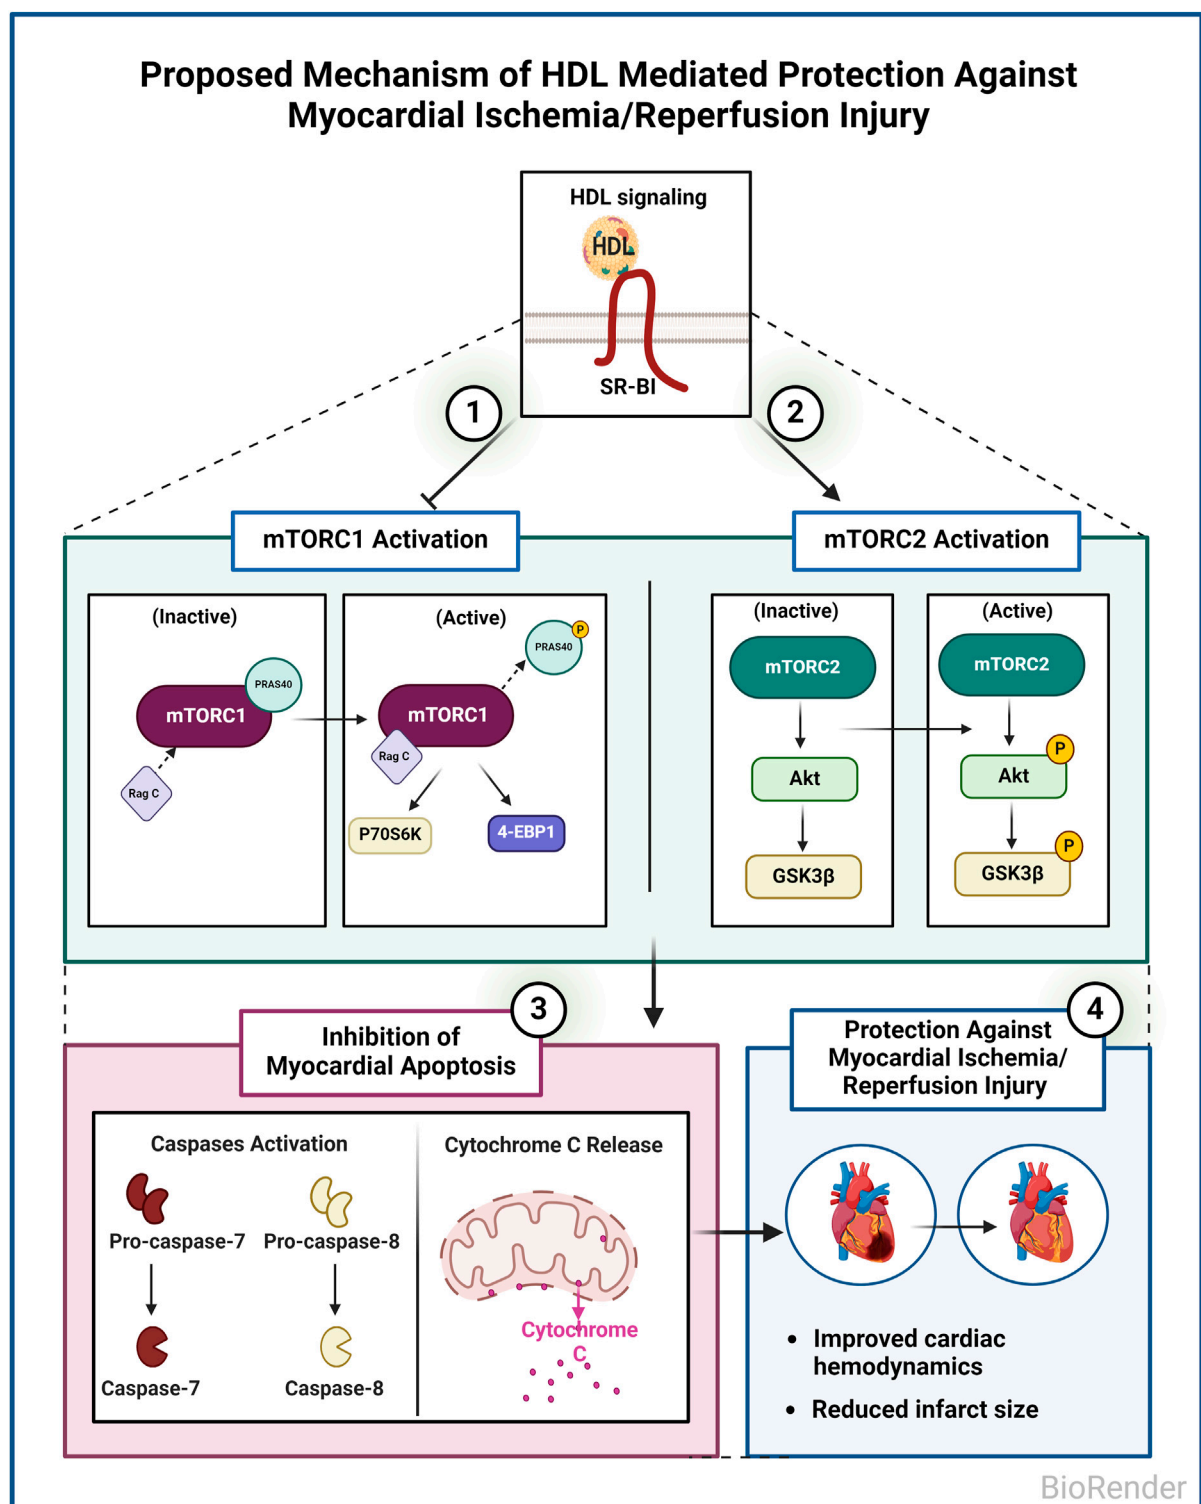 Proposed Mechanism of HDL Mediated Protection Against
Myocardial Ischemia/Reperfusion Injury
HDL signaling
HDL
SR-BI
1
2
mTORC1 Activation
mTORC2 Activation
(Inactive)
PRAS40
mTORC1
Rag C
(Active)
P
PRAS40
mTORC1
Rag C
P70S6K
4-EBP1
(Inactive)
mTORC2
Akt
GSK3β
(Active)
mTORC2
P
Akt
P
GSK3β
3
Inhibition of
Myocardial Apoptosis
Caspases Activation
Pro-caspase-7
Pro-caspase-8
Caspase-7
Caspase-8
Cytochrome C Release
Cytochrome
C
4
Protection Against
Myocardial Ischemia/
Reperfusion Injury
• Improved cardiac
hemodynamics
• Reduced infarct size
BioRender